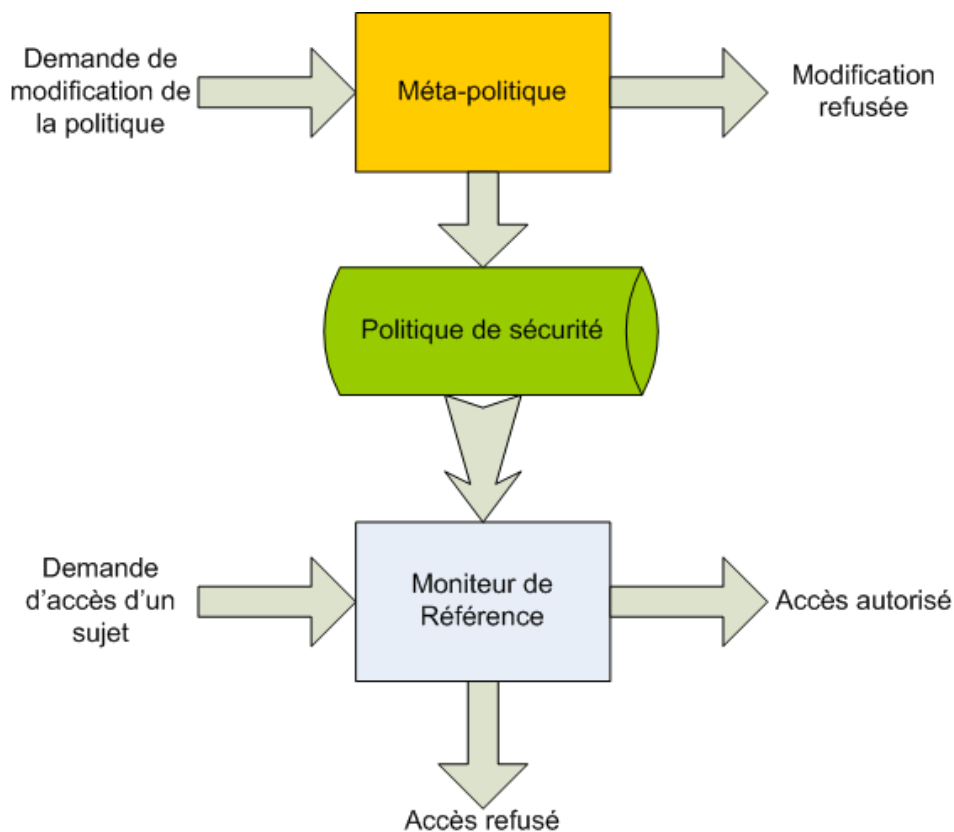 Demande de
modification de
la politique
Méta-politique
Modification
refusée
Politique de sécurité
Demande
d'accès d'un
sujet
Moniteur de
Référence
Accès autorisé
Accès refusé